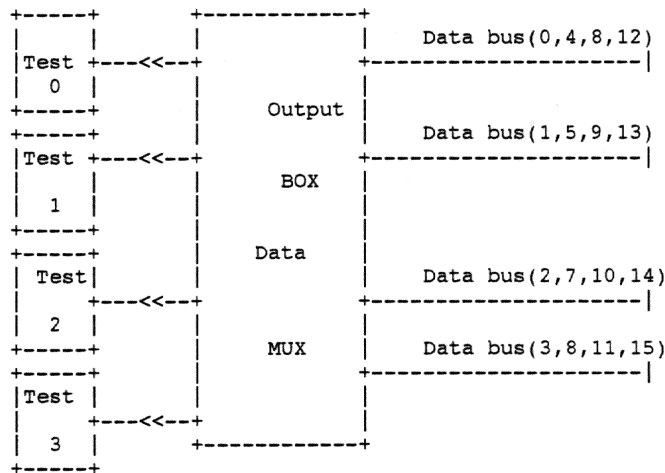 Data bus(0,4,8,12)
Test
0
Output
Data bus(1,5,9,13)
Test
BOX
1
Data
Test
Data bus(2,7,10,14)
2
MUX
Data bus(3,8,11,15)
Test
3